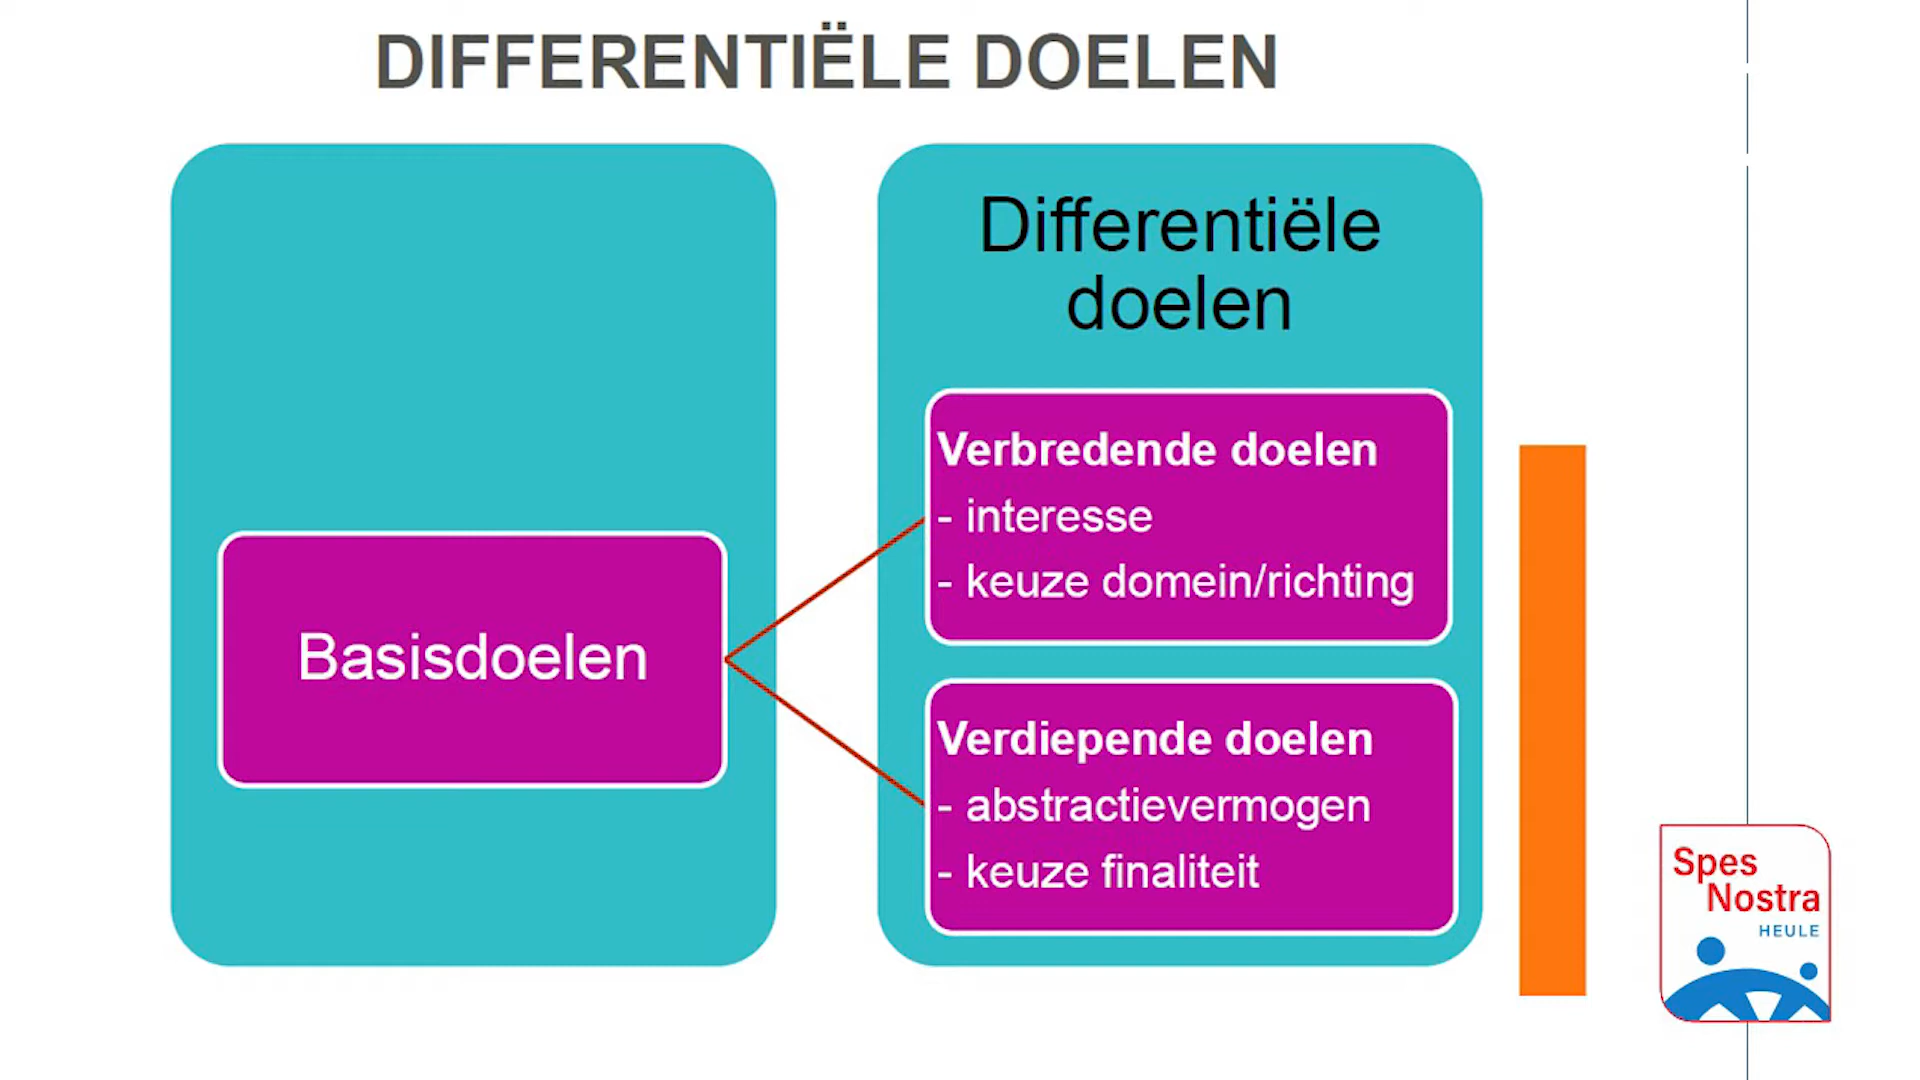 DIFFERENTIËLE DOELEN
Basisdoelen
Differentiële
doelen
Verbredende doelen
- interesse
- keuze domein/richting
Verdiepende doelen
- abstractievermogen
- keuze finaliteit
Spes
Nostra
HEULE